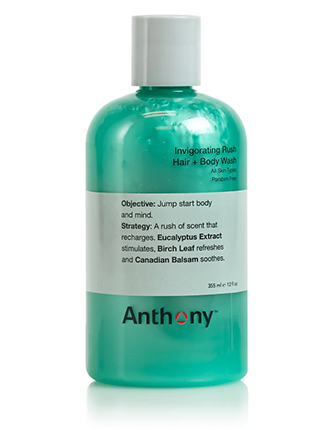 Invigorating Rush
Hair + Body Wash
All Skin Types
Paraben Free
Objective: Jump start body
and mind.
Strategy: A rush of scent that
recharges. Eucalyptus Extract
stimulates, Birch Leaf refreshes
and Canadian Balsam soothes.
355 ml ℮ 12 fl oz
Anthony™